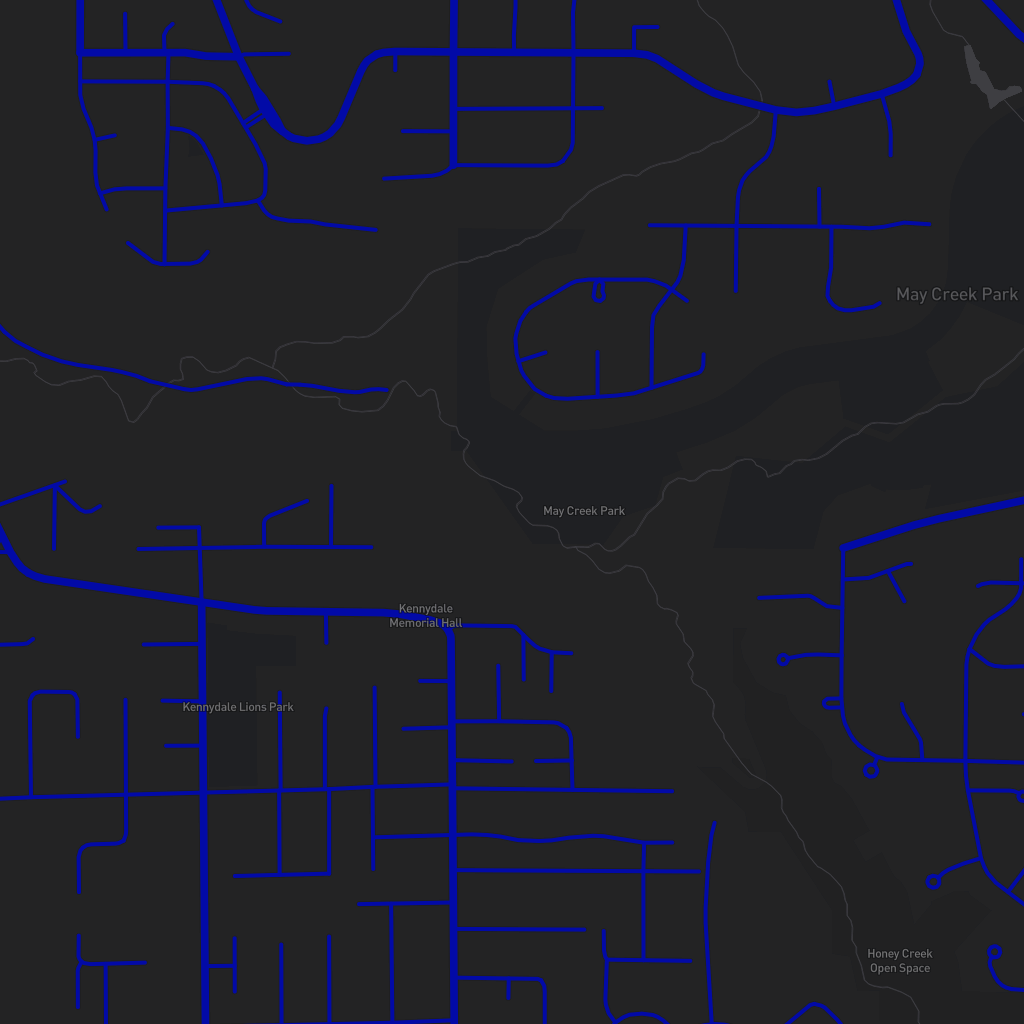 May Creek Park
May Creek Park
Kennydale
Memorial Hall
Kennydale Lions Park
Honey Creek
Open Space